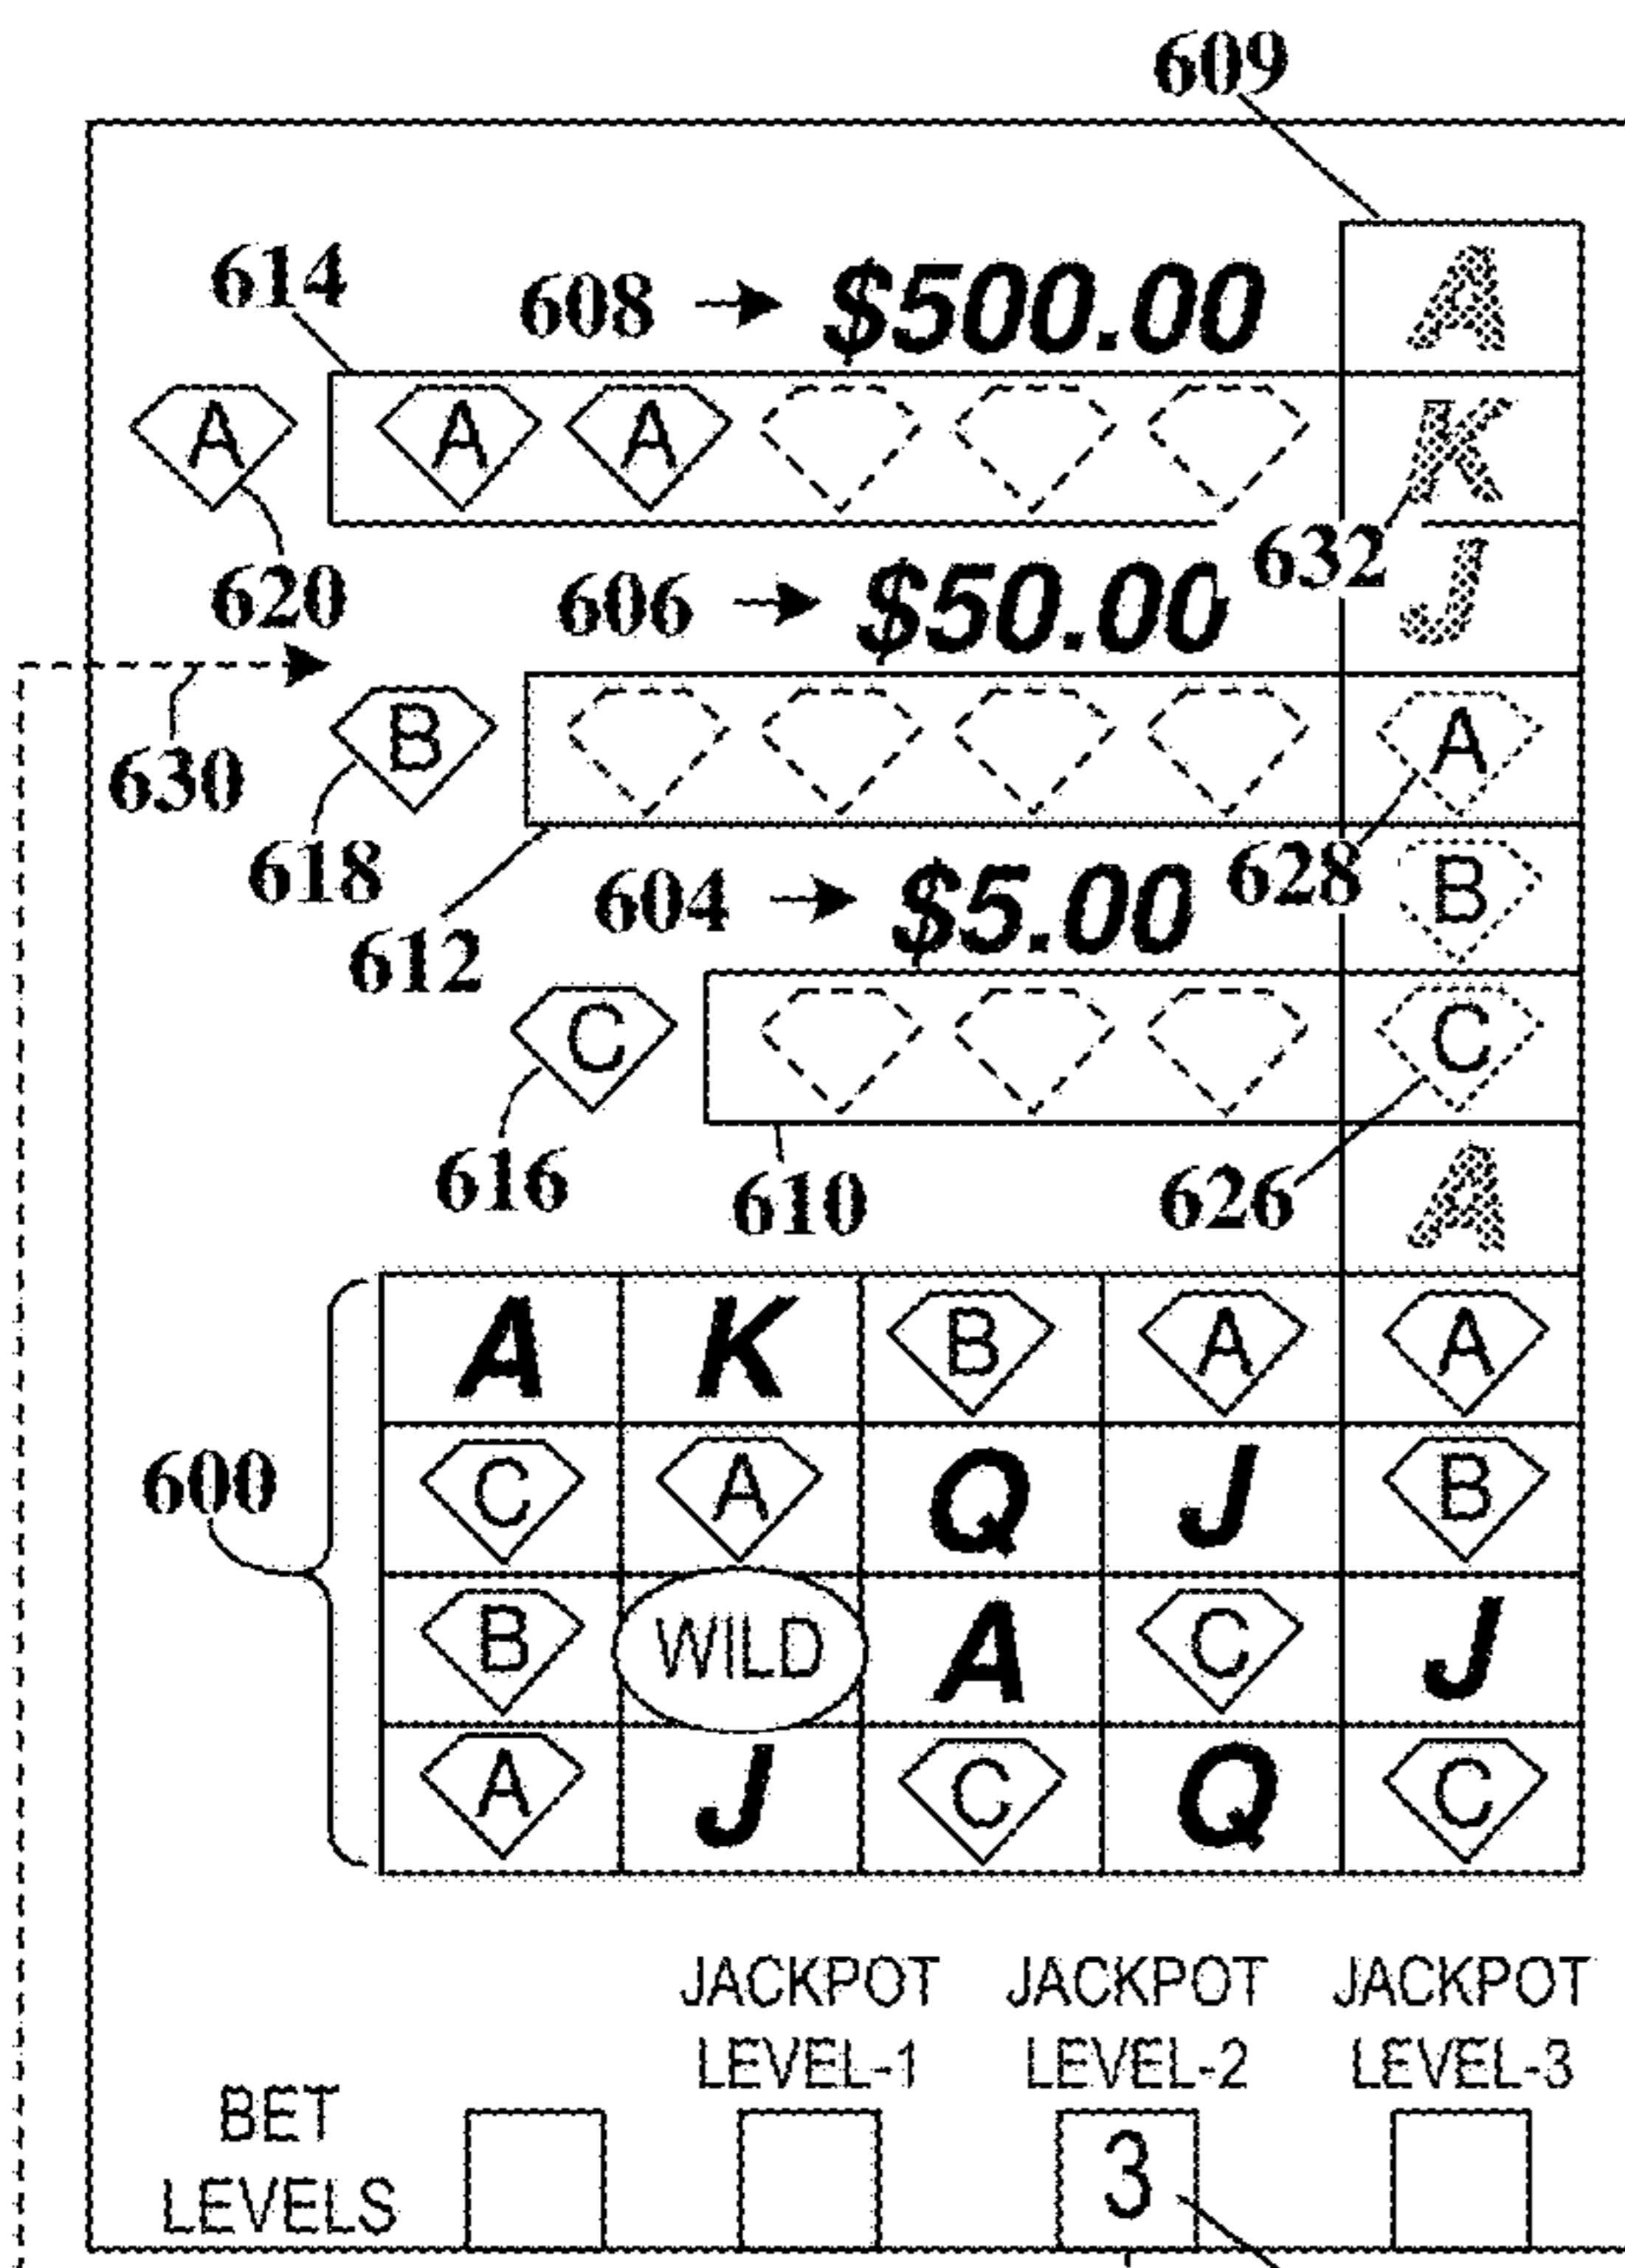 609
614 608 $500.00 A
A A A K
620 632
606 $50.00 J
630
B A
618 628
612 604 $5.00 B
C C
616 610 626 A
A K B A A
600 C A Q J B
B WILD A C J
A J C Q C
JACKPOT JACKPOT JACKPOT
LEVEL-1 LEVEL-2 LEVEL-3
BET
LEVELS 3